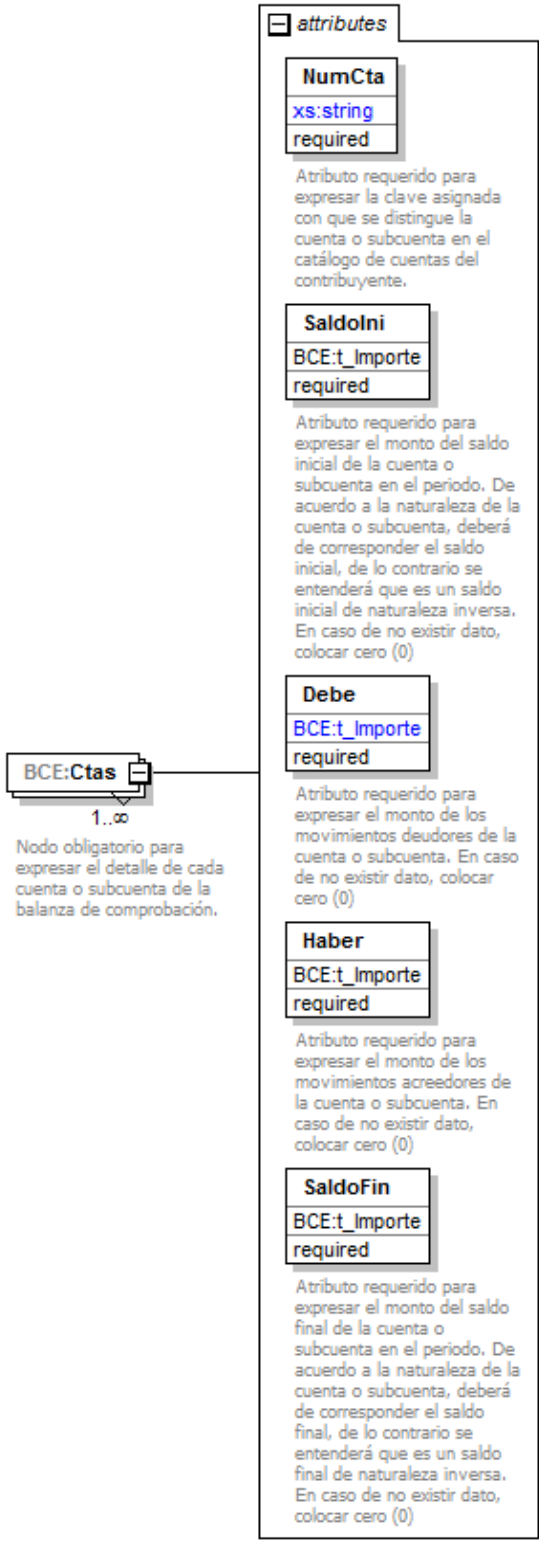 attributes
NumCta
xs:string
required
Atributo requerido para
expresar la clave asignada
con que se distingue la
cuenta o subcuenta en el
catálogo de cuentas del
contribuyente.
SaldoIni
BCE:t_Importe
required
Atributo requerido para
expresar el monto del saldo
inicial de la cuenta o
subcuenta en el periodo. De
acuerdo a la naturaleza de la
cuenta o subcuenta, deberá
de corresponder el saldo
inicial, de lo contrario se
entenderá que es un saldo
inicial de naturaleza inversa.
En caso de no existir dato,
colocar cero (0)
Debe
BCE:t_Importe
required
Atributo requerido para
expresar el monto de los
movimientos deudores de la
cuenta o subcuenta. En caso
de no existir dato, colocar
cero (0)
BCE:Ctas
1..∞
Nodo obligatorio para
expresar el detalle de cada
cuenta o subcuenta de la
balanza de comprobación.
Haber
BCE:t_Importe
required
Atributo requerido para
expresar el monto de los
movimientos acreedores de
la cuenta o subcuenta. En
caso de no existir dato,
colocar cero (0)
SaldoFin
BCE:t_Importe
required
Atributo requerido para
expresar el monto del saldo
final de la cuenta o
subcuenta en el periodo. De
acuerdo a la naturaleza de la
cuenta o subcuenta, deberá
de corresponder el saldo
final, de lo contrario se
entenderá que es un saldo
final de naturaleza inversa.
En caso de no existir dato,
colocar cero (0)